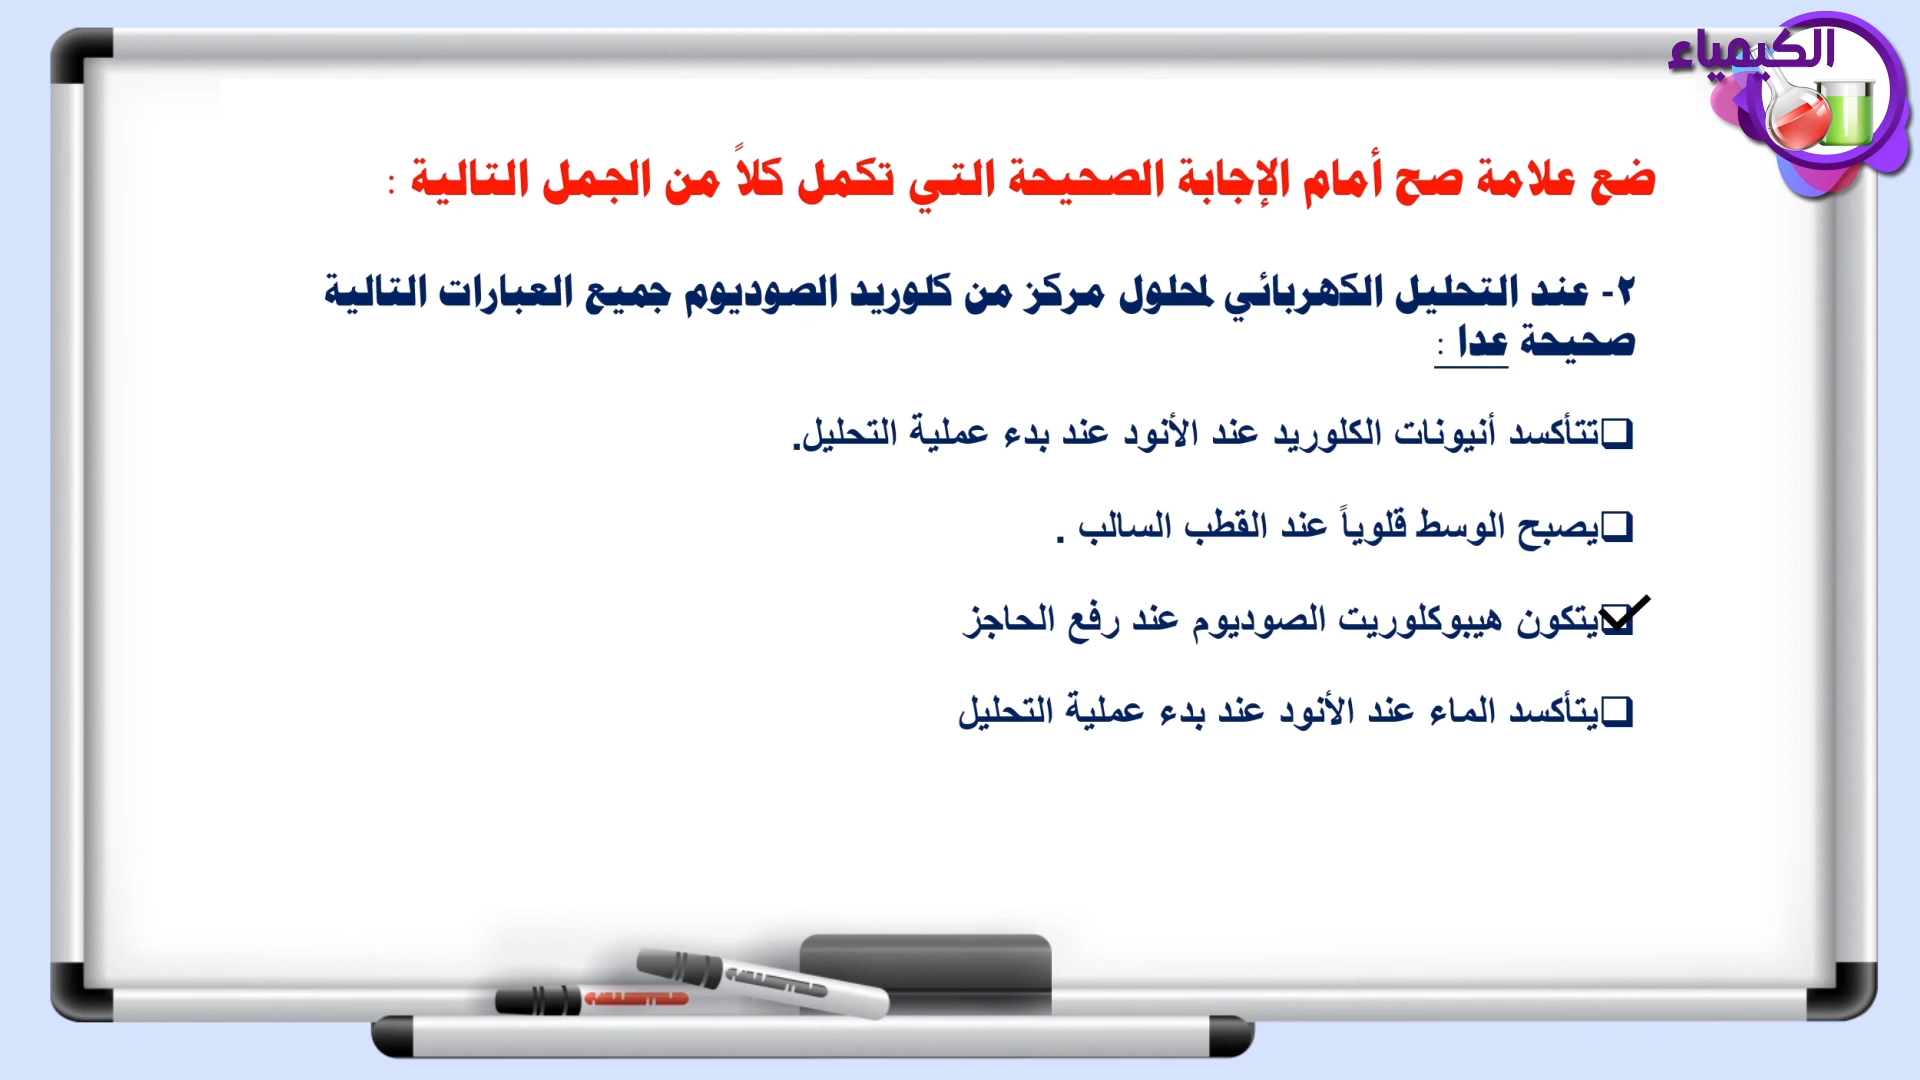 الكيمياء
ضع علامة صح أمام الإجابة الصحيحة التي تكمل كلاً من الجمل التالية :
٢- عند التحليل الكهربائي لمحلول مركز من كلوريد الصوديوم جميع العبارات التالية
صحيحة عدا :
تتأكسد أنيونات الكلوريد عند الأنود عند بدء عملية التحليل.
يصبح الوسط قلوياً عند القطب السالب .
يتكون هيبوكلوريت الصوديوم عند رفع الحاجز
يتأكسد الماء عند الأنود عند بدء عملية التحليل